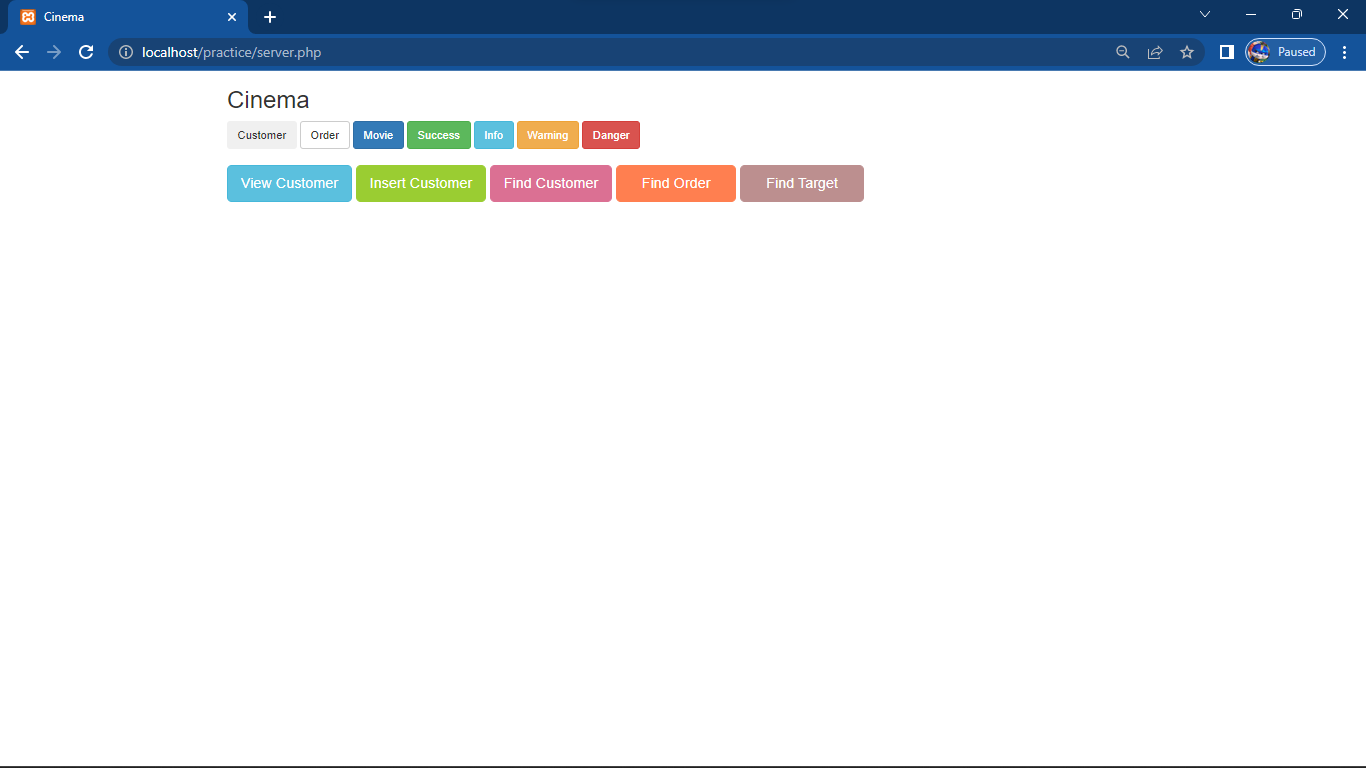 Cinema
localhost/practice/server.php
Paused
Cinema
Customer Order Movie Success Info Warning Danger
View Customer Insert Customer Find Customer Find Order Find Target